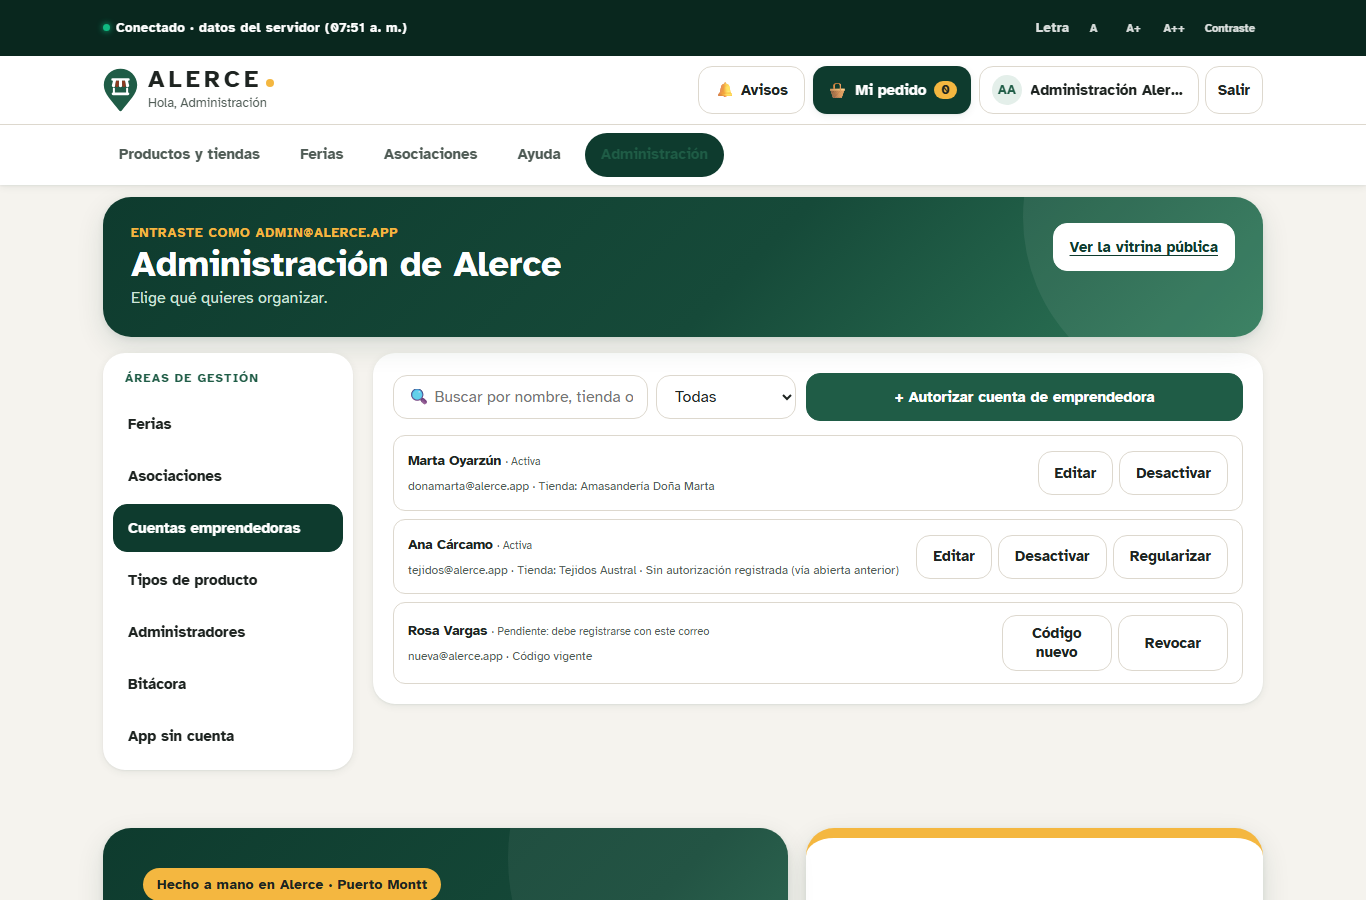 Conectado · datos del servidor (07:51 a. m.)
Letra A A+ A++ Contraste
ALERCE
Hola, Administración
Avisos
Mi pedido 0
AA Administración Aler...
Salir
Productos y tiendas
Ferias
Asociaciones
Ayuda
Administración
ENTRASTE COMO ADMIN@ALERCE.APP
Administración de Alerce
Elige qué quieres organizar.
Ver la vitrina pública
ÁREAS DE GESTIÓN
Ferias
Asociaciones
Cuentas emprendedoras
Tipos de producto
Administradores
Bitácora
App sin cuenta
Buscar por nombre, tienda o
Todas
+ Autorizar cuenta de emprendedora
Marta Oyarzún · Activa
donamarta@alerce.app · Tienda: Amasandería Doña Marta
Editar
Desactivar
Ana Cárcamo · Activa
tejidos@alerce.app · Tienda: Tejidos Austral · Sin autorización registrada (vía abierta anterior)
Editar
Desactivar
Regularizar
Rosa Vargas · Pendiente: debe registrarse con este correo
nueva@alerce.app · Código vigente
Código
nuevo
Revocar
Hecho a mano en Alerce · Puerto Montt